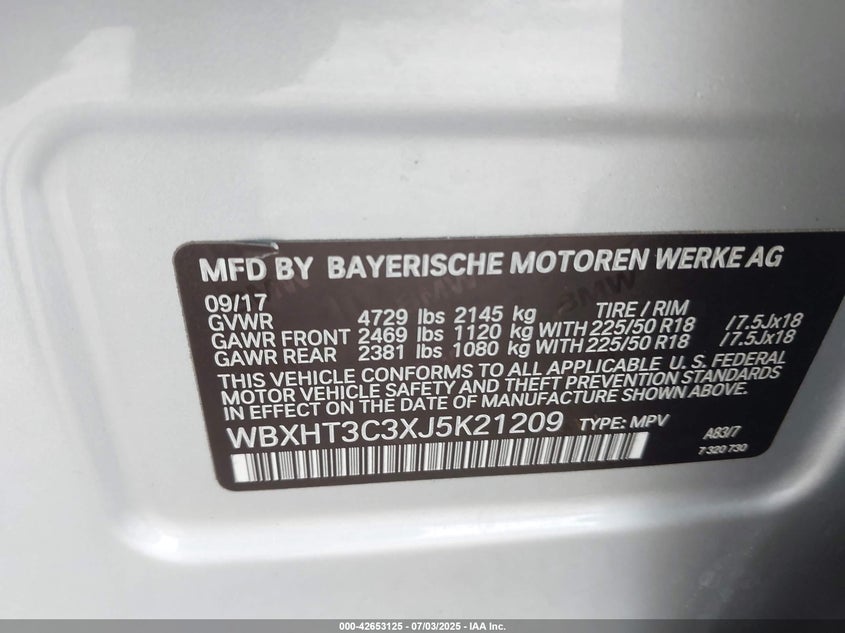 MFD BY BAYERISCHE MOTOREN WERKE AG
09/17 TIRE / RIM
GVWR 4729 lbs 2145 kg
GAWR FRONT 2469 lbs 1120 kg WITH 225/50 R18 /7.5Jx18
GAWR REAR 2381 lbs 1080 kg WITH 225/50 R18 /7.5Jx18
THIS VEHICLE CONFORMS TO ALL APPLICABLE U. S. FEDERAL
MOTOR VEHICLE SAFETY AND THEFT PREVENTION STANDARDS
IN EFFECT ON THE DATE OF MANUFACTURE SHOWN ABOVE.
WBXHT3C3XJ5K21209 TYPE: MPV A83/7
7 320 730
000-42653125 - 07/03/2025 - IAA Inc.